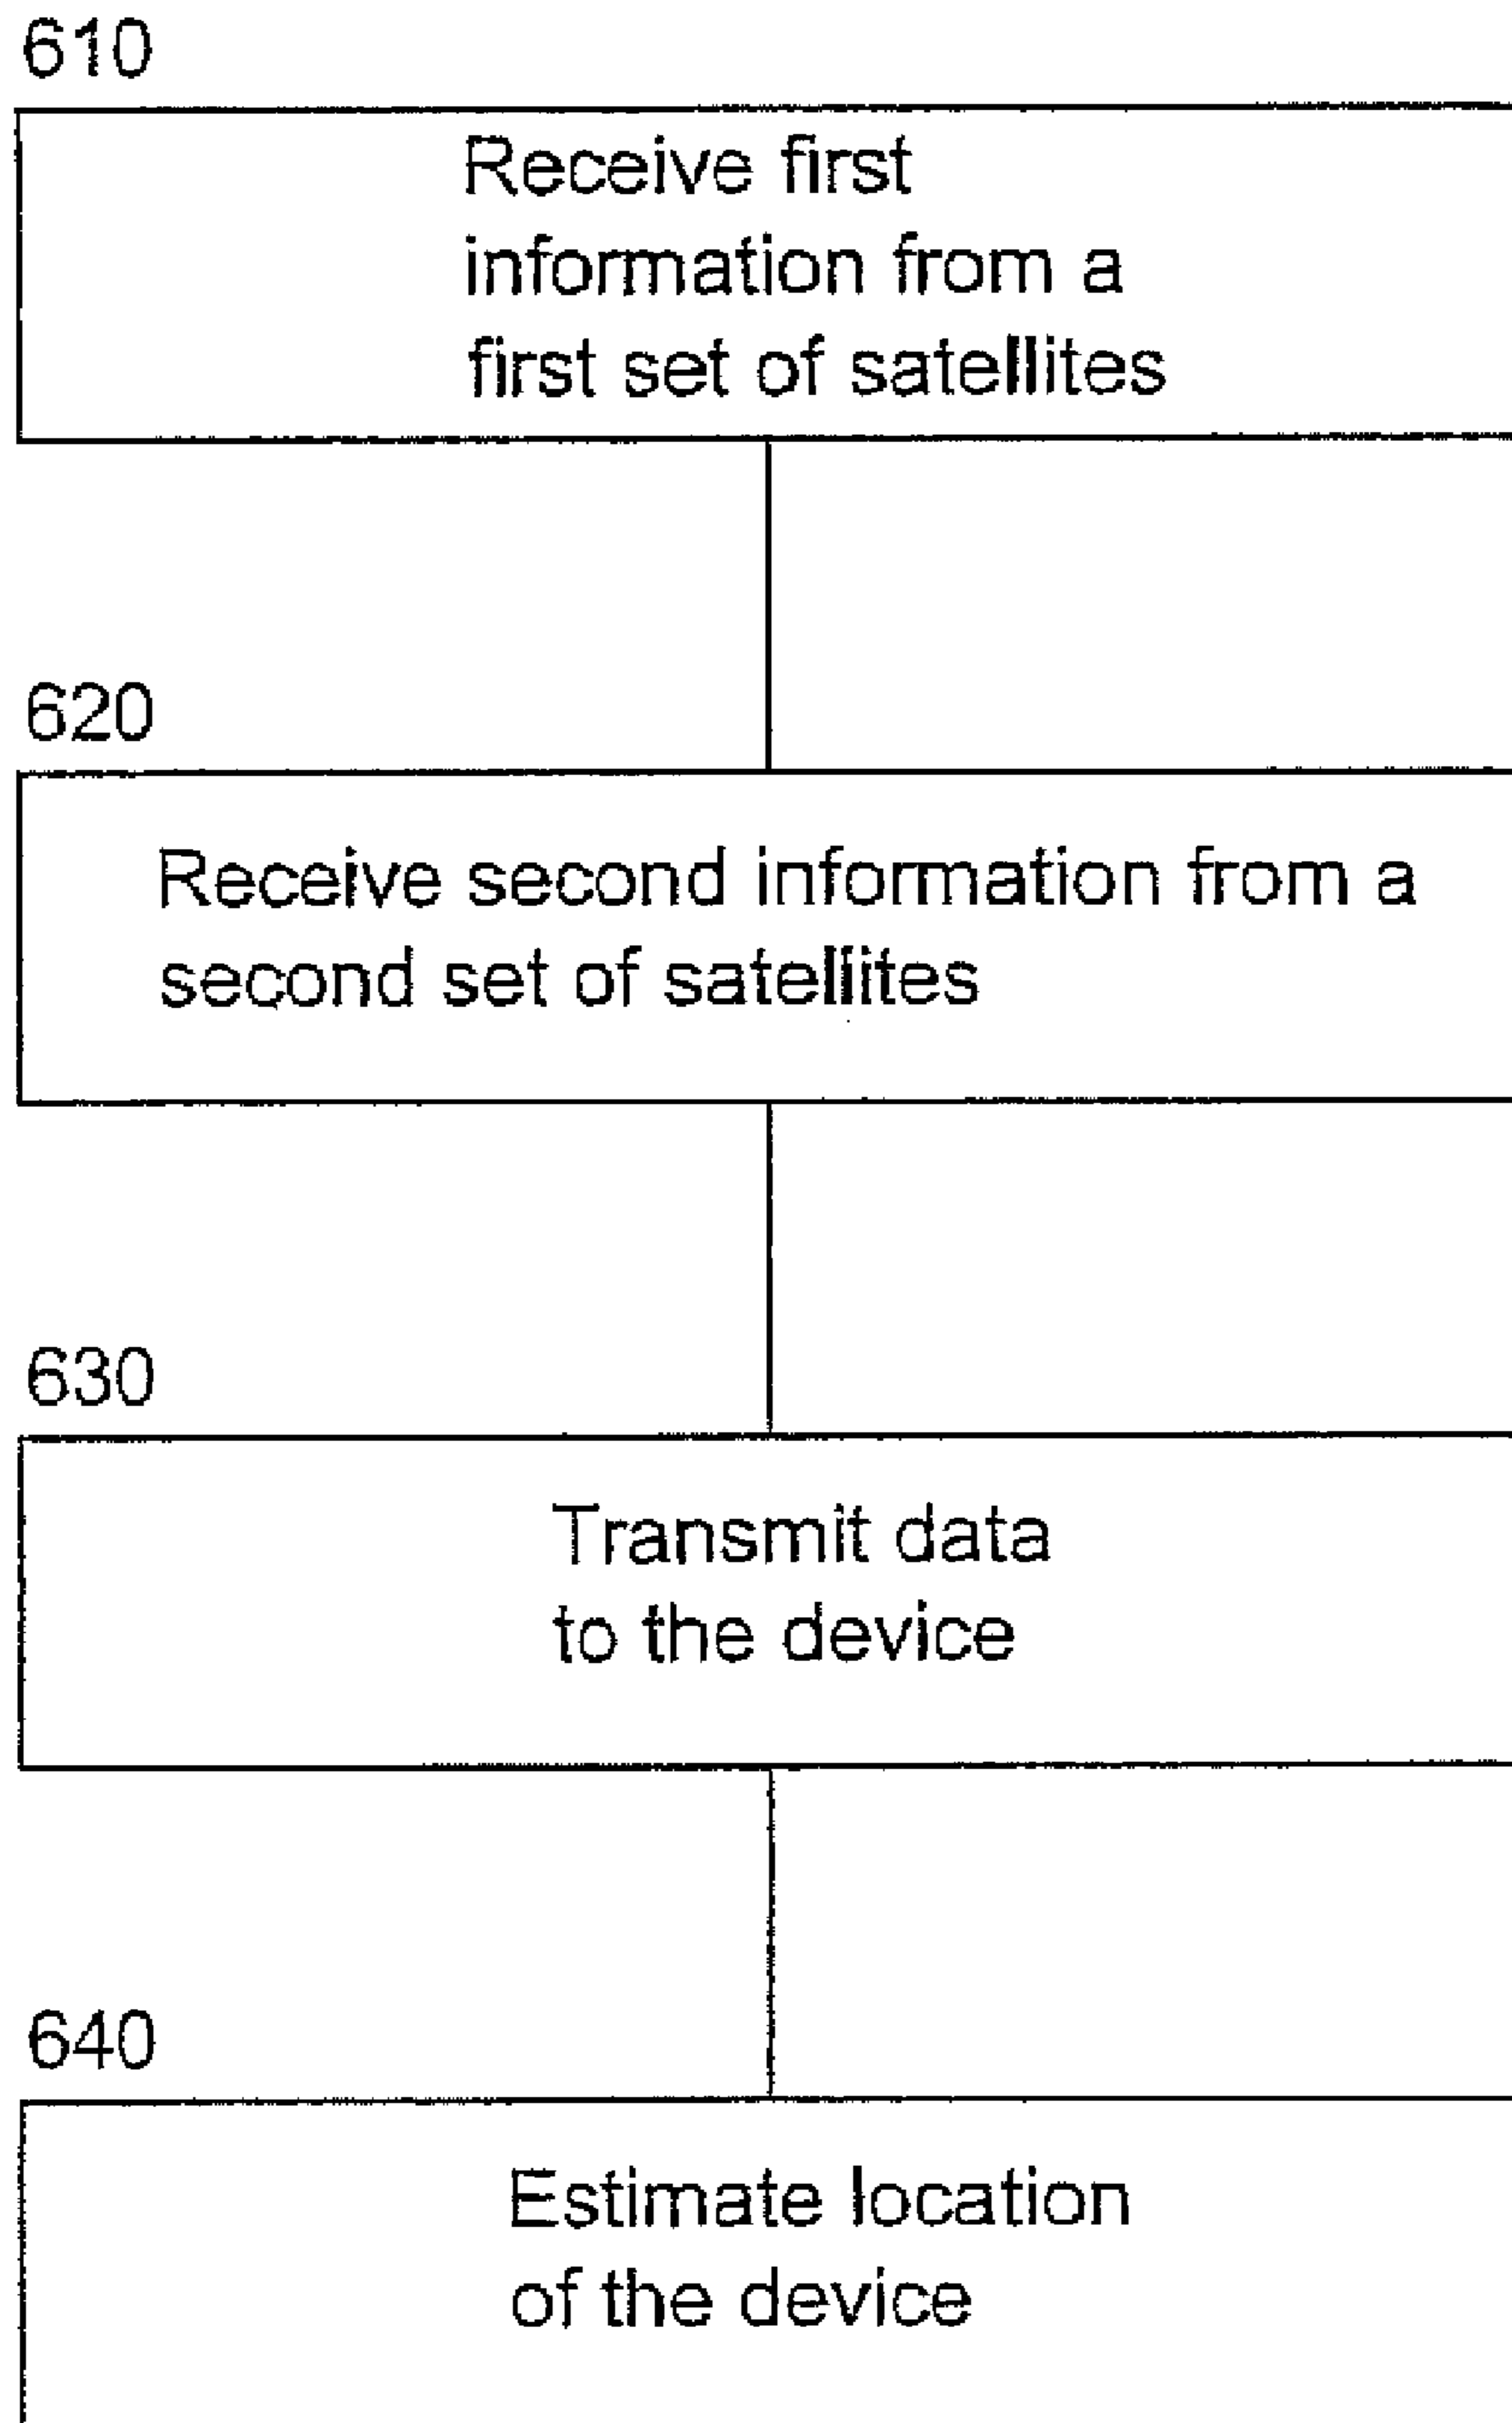 610
Receive first
information from a
first set of satellites
620
Receive second information from a
second set of satellites
630
Transmit data
to the device
640
Estimate location
of the device